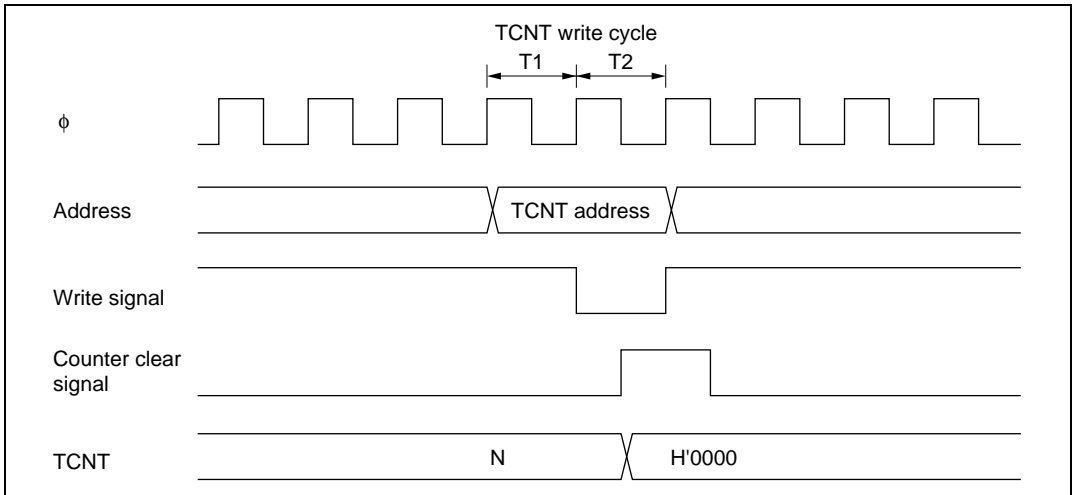 TCNT write cycle
T1 T2
ϕ
Address
TCNT address
Write signal
Counter clear
signal
TCNT
N
H'0000